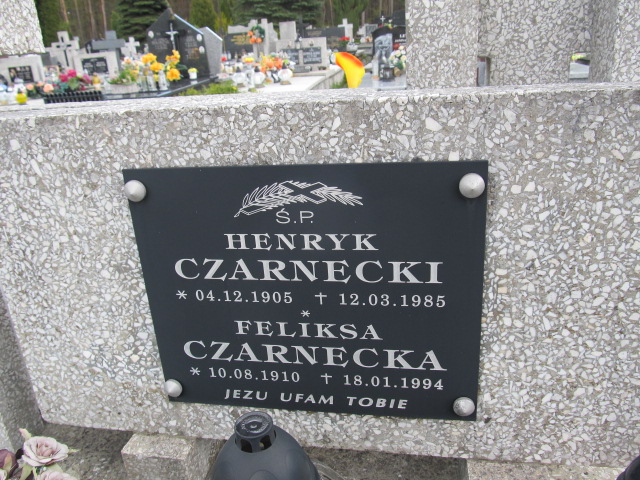 Ś.P.
HENRYK
CZARNECKI
* 04.12.1905 † 12.03.1985
*
FELIKSA
CZARNECKA
* 10.08.1910 † 18.01.1994
JEZU UFAM TOBIE